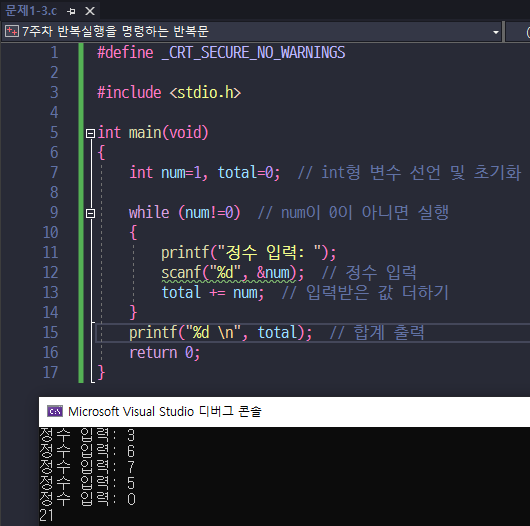 문제1-3.c
7주차 반복실행을 명령하는 반복문
1 #define _CRT_SECURE_NO_WARNINGS
2
3 #include <stdio.h>
4
5 int main(void)
6 {
7 int num=1, total=0; // int형 변수 선언 및 초기화
8
9 while (num!=0) // num이 0이 아니면 실행
10 {
11 printf("정수 입력: ");
12 scanf("%d", &num); // 정수 입력
13 total += num; // 입력받은 값 더하기
14 }
15 printf("%d \n", total); // 합계 출력
16 return 0;
17 }
Microsoft Visual Studio 디버그 콘솔
정수 입력: 3
정수 입력: 6
정수 입력: 7
정수 입력: 5
정수 입력: 0
21